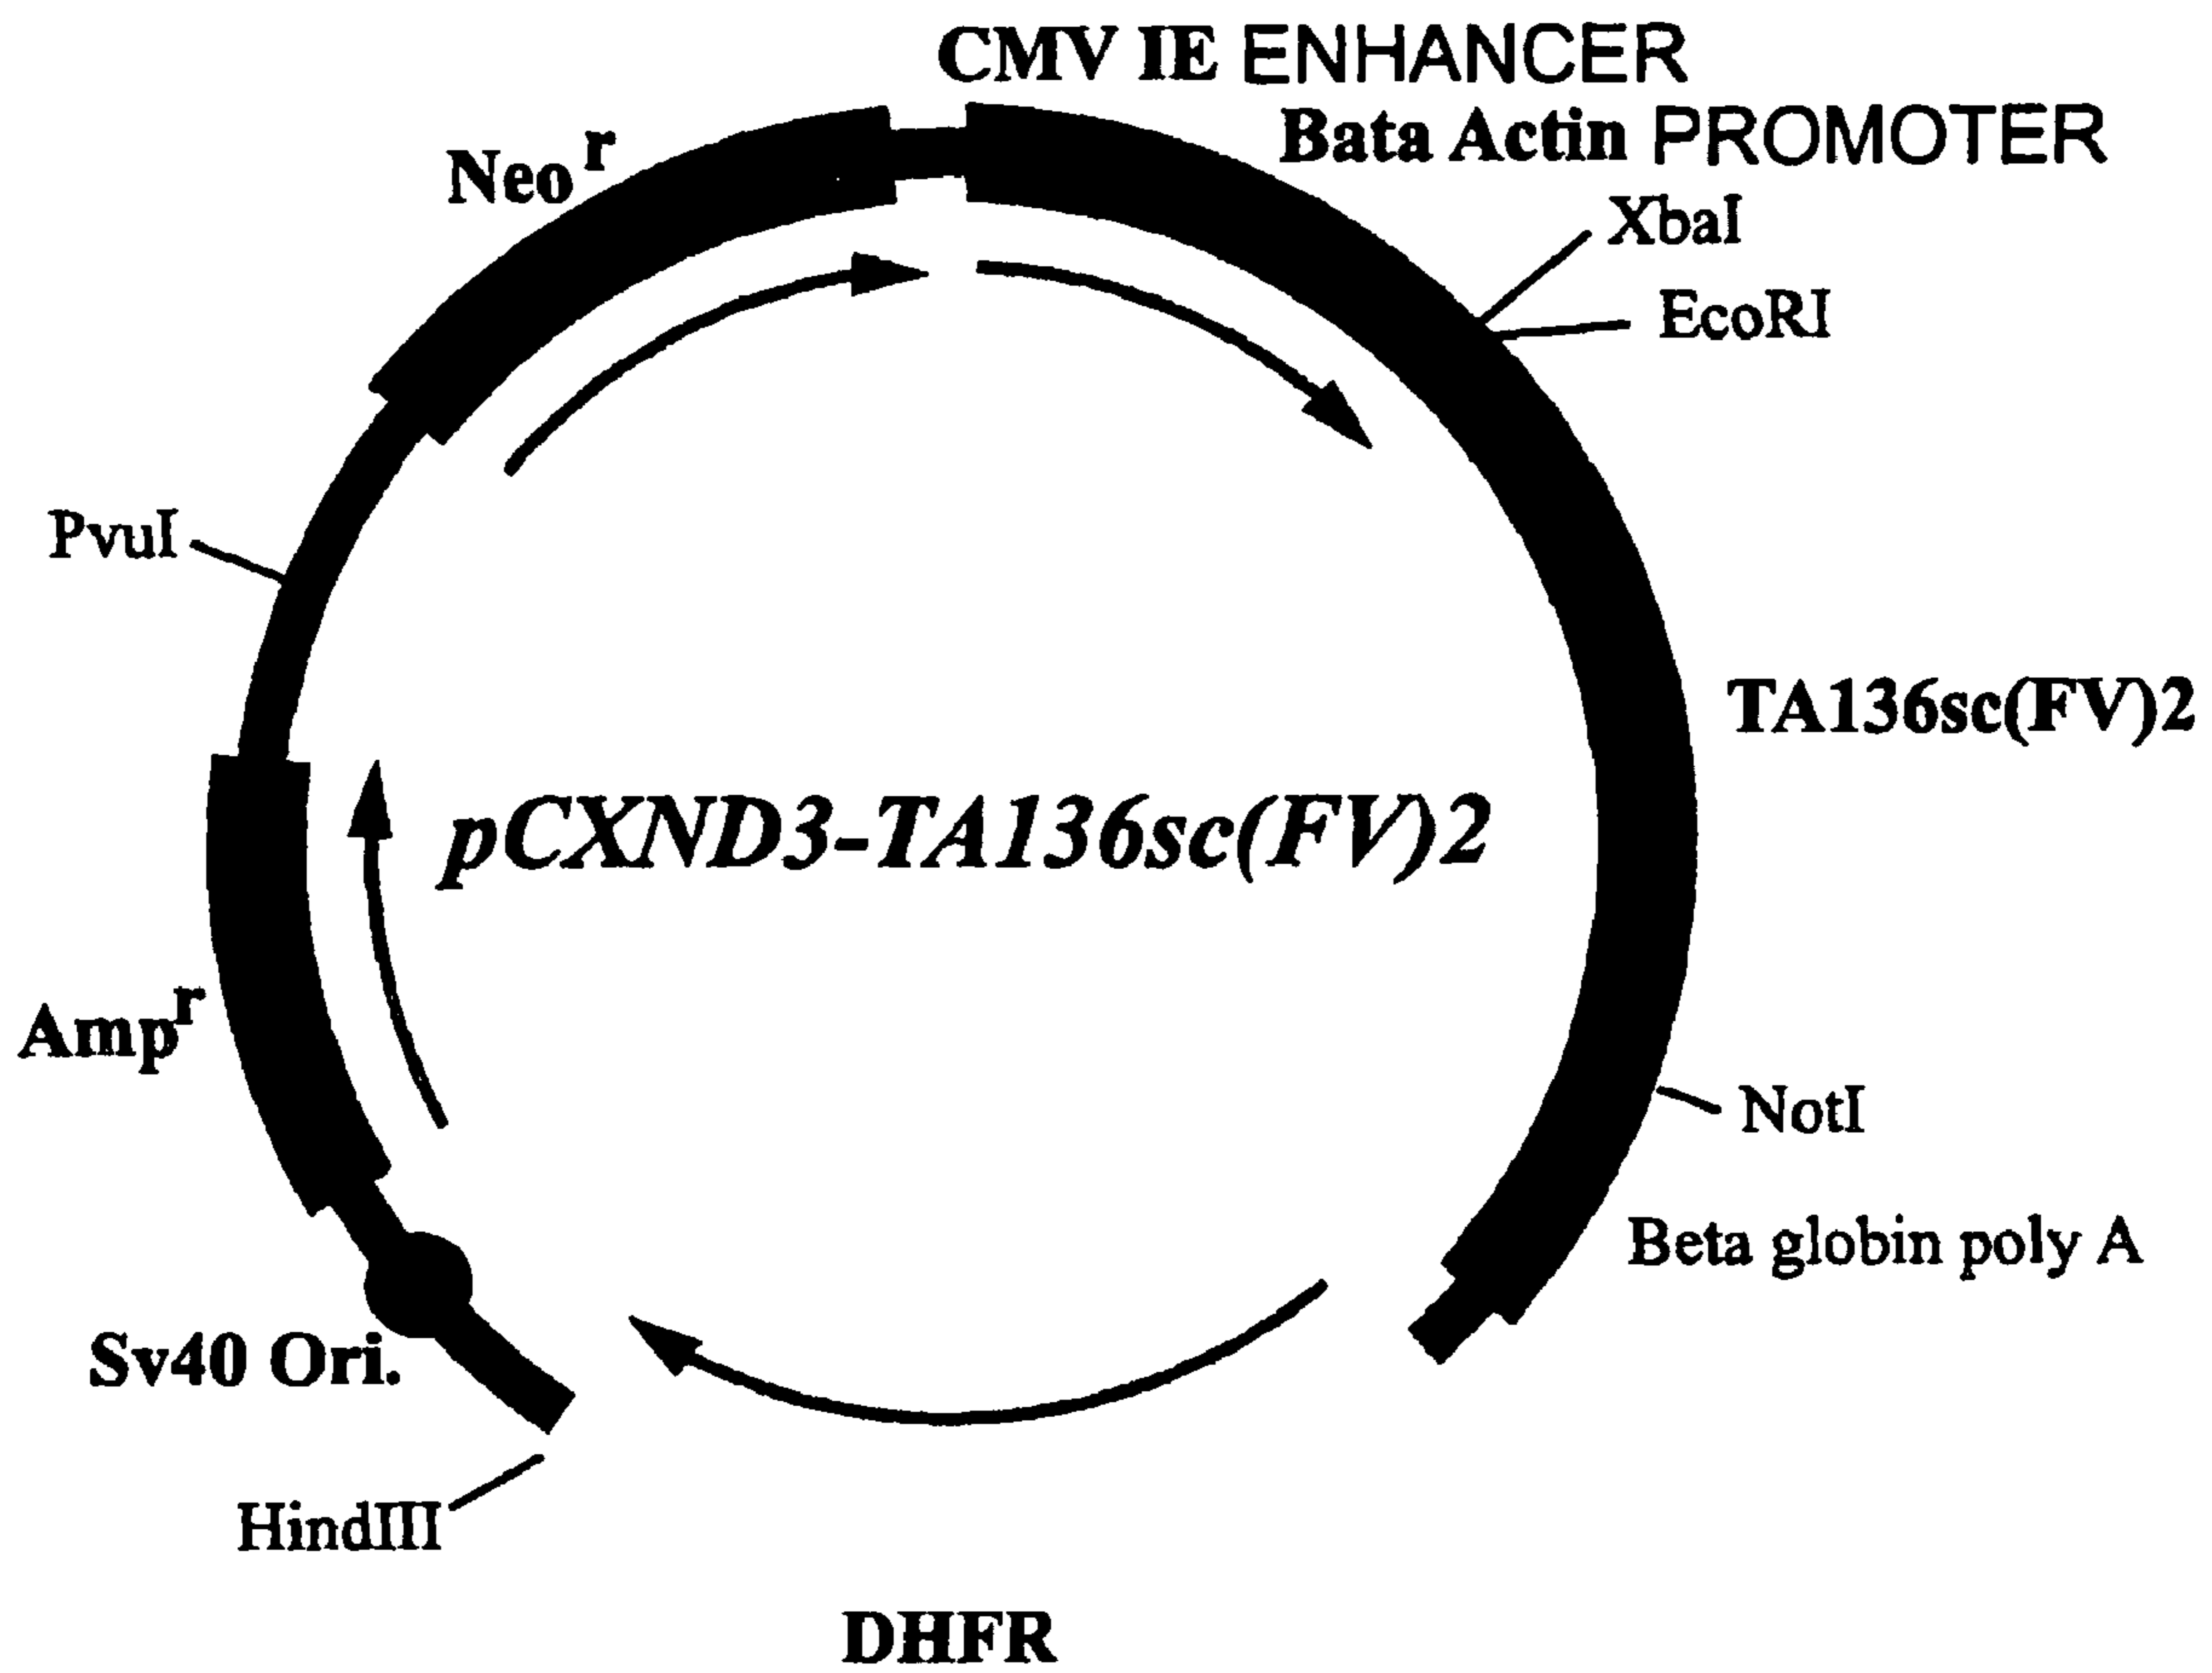 CMV IE ENHANCER
Bata Actin PROMOTER
Neo r
XbaI
EcoRI
PvuI
TA136sc(FV)2
pCXND3-TA136sc(FV)2
Ampr
NotI
Beta globin poly A
Sv40 Ori.
HindIII
DHFR